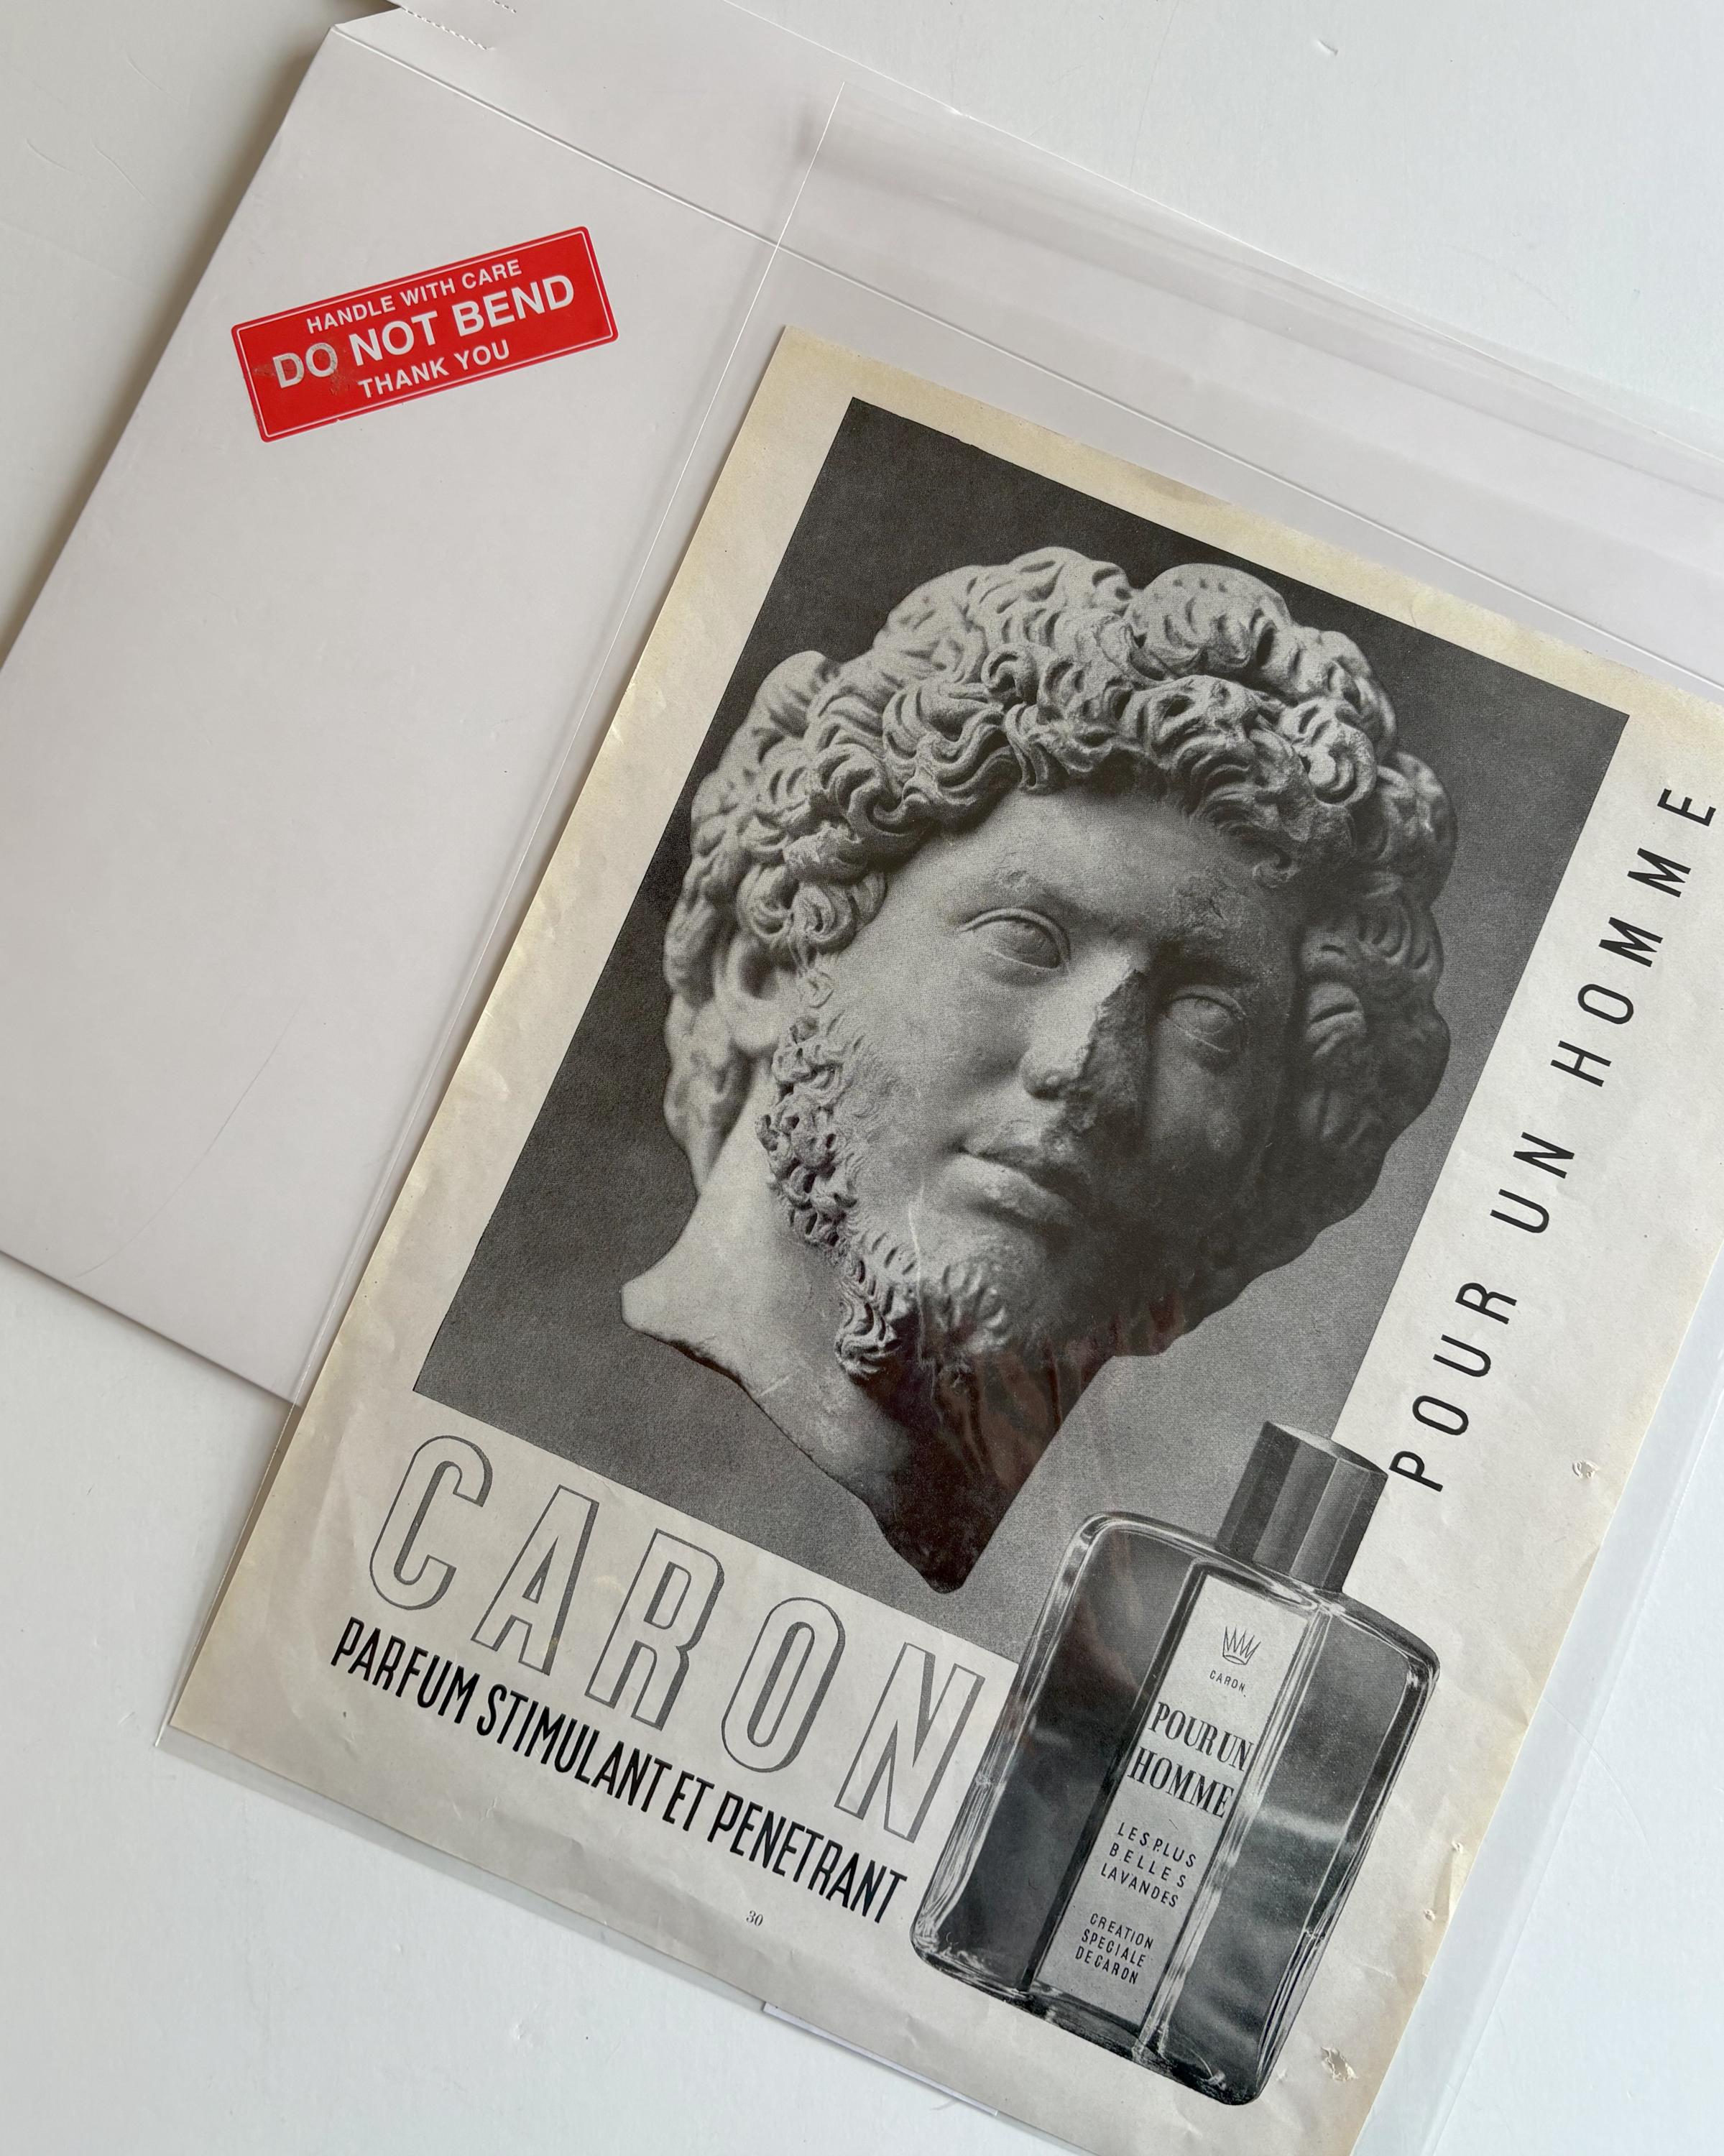 HANDLE WITH CARE
DO NOT BEND
THANK YOU
POUR UN HOMME
CARON
PARFUM STIMULANT ET PENETRANT
CARON
POUR UN
HOMME
LES PLUS
BELLES
LAVANDES
CREATION
SPECIALE
DE CARON
30